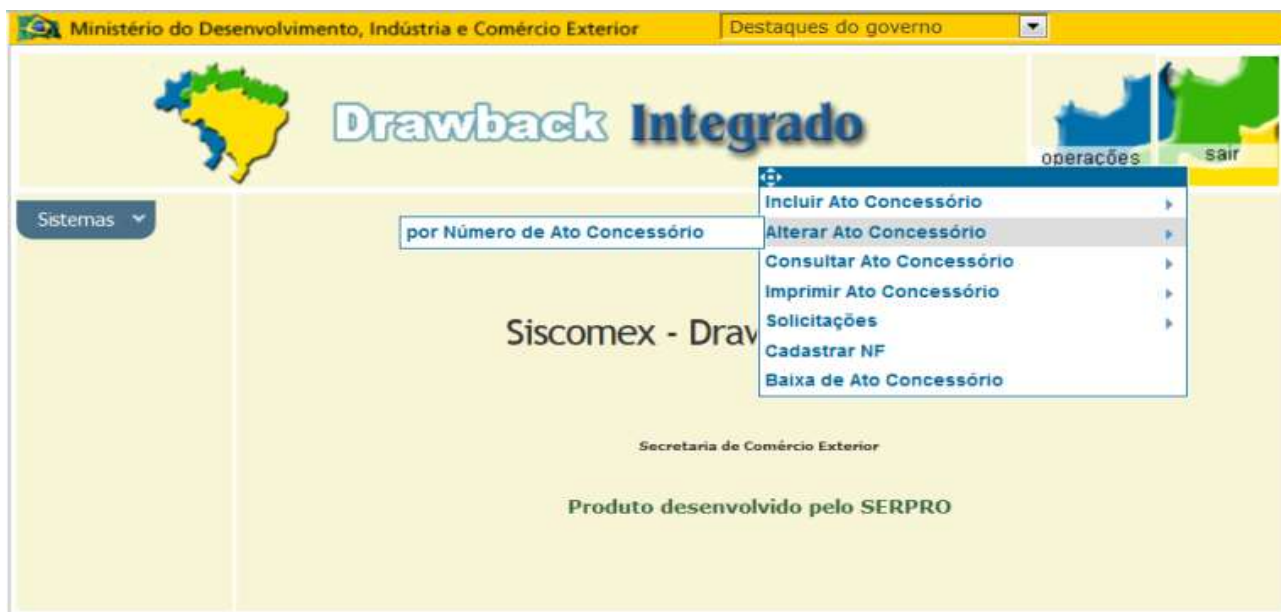 Ministério do Desenvolvimento, Indústria e Comércio Exterior
Destaques do governo
Drawback Integrado
operações
sair
Sistemas
Incluir Ato Concessório
por Número de Ato Concessório
Alterar Ato Concessório
Consultar Ato Concessório
Imprimir Ato Concessório
Solicitações
Cadastrar NF
Baixa de Ato Concessório
Siscomex -
Secretaria de Comércio Exterior
Produto desenvolvido pelo SERPRO